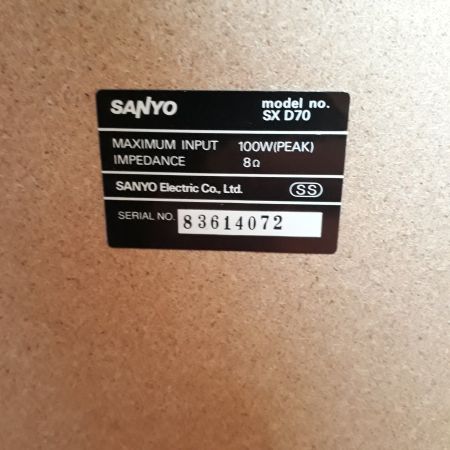 SANYO model no. SX D70
MAXIMUM INPUT 100W(PEAK)
IMPEDANCE 8Ω
SANYO Electric Co., Ltd. SS
SERIAL NO. 83614072